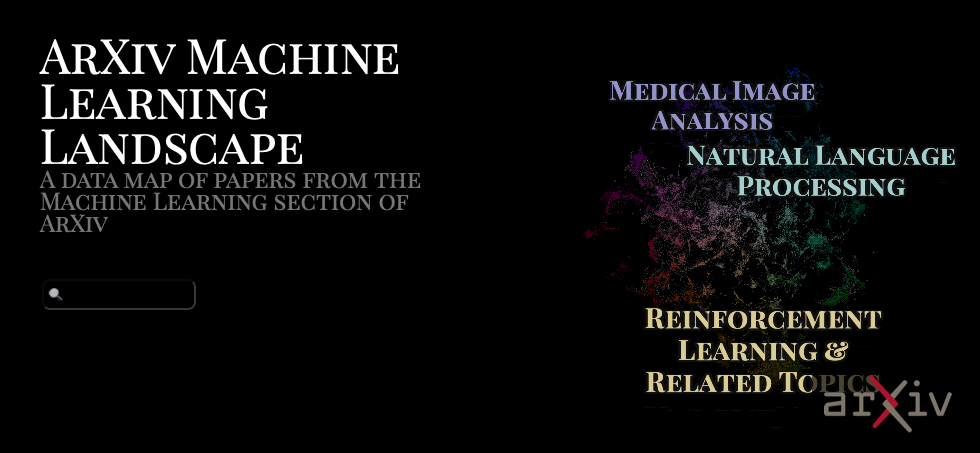 ArXiv Machine
Learning
Landscape
A data map of papers from the
Machine Learning section of
ArXiv
Medical Image
Analysis
Natural Language
Processing
Reinforcement
Learning &
Related Topics
arXiv